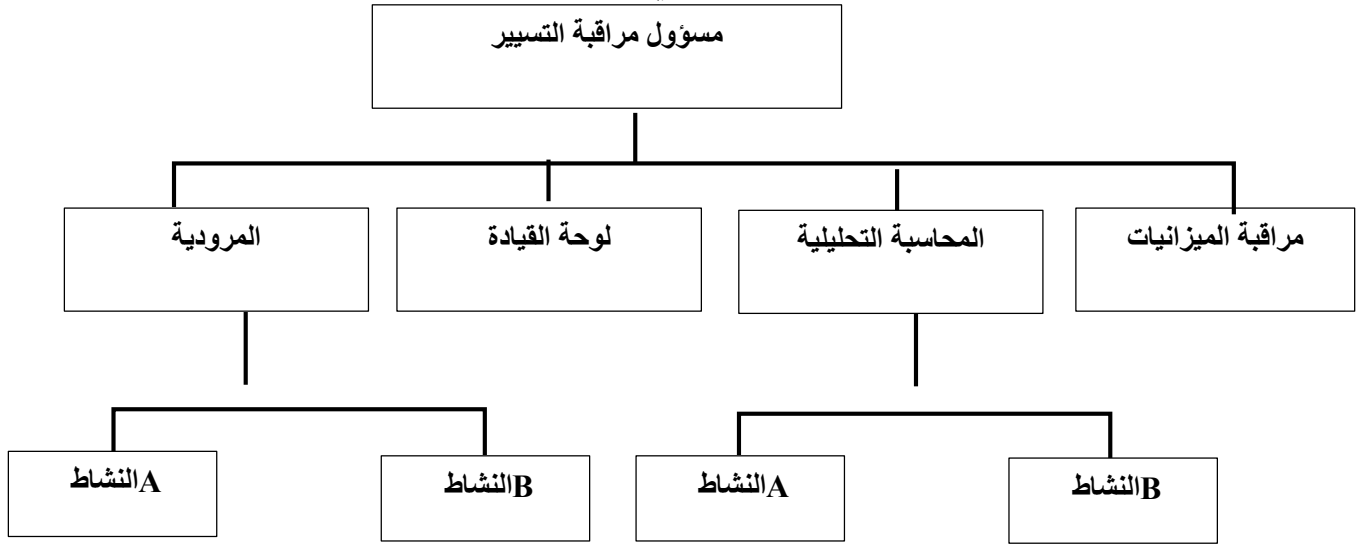 مسؤول مراقبة التسيير
مراقبة الميزانيات
المحاسبة التحليلية
لوحة القيادة
المرودية
النشاطB
النشاطA
النشاطB
النشاطA